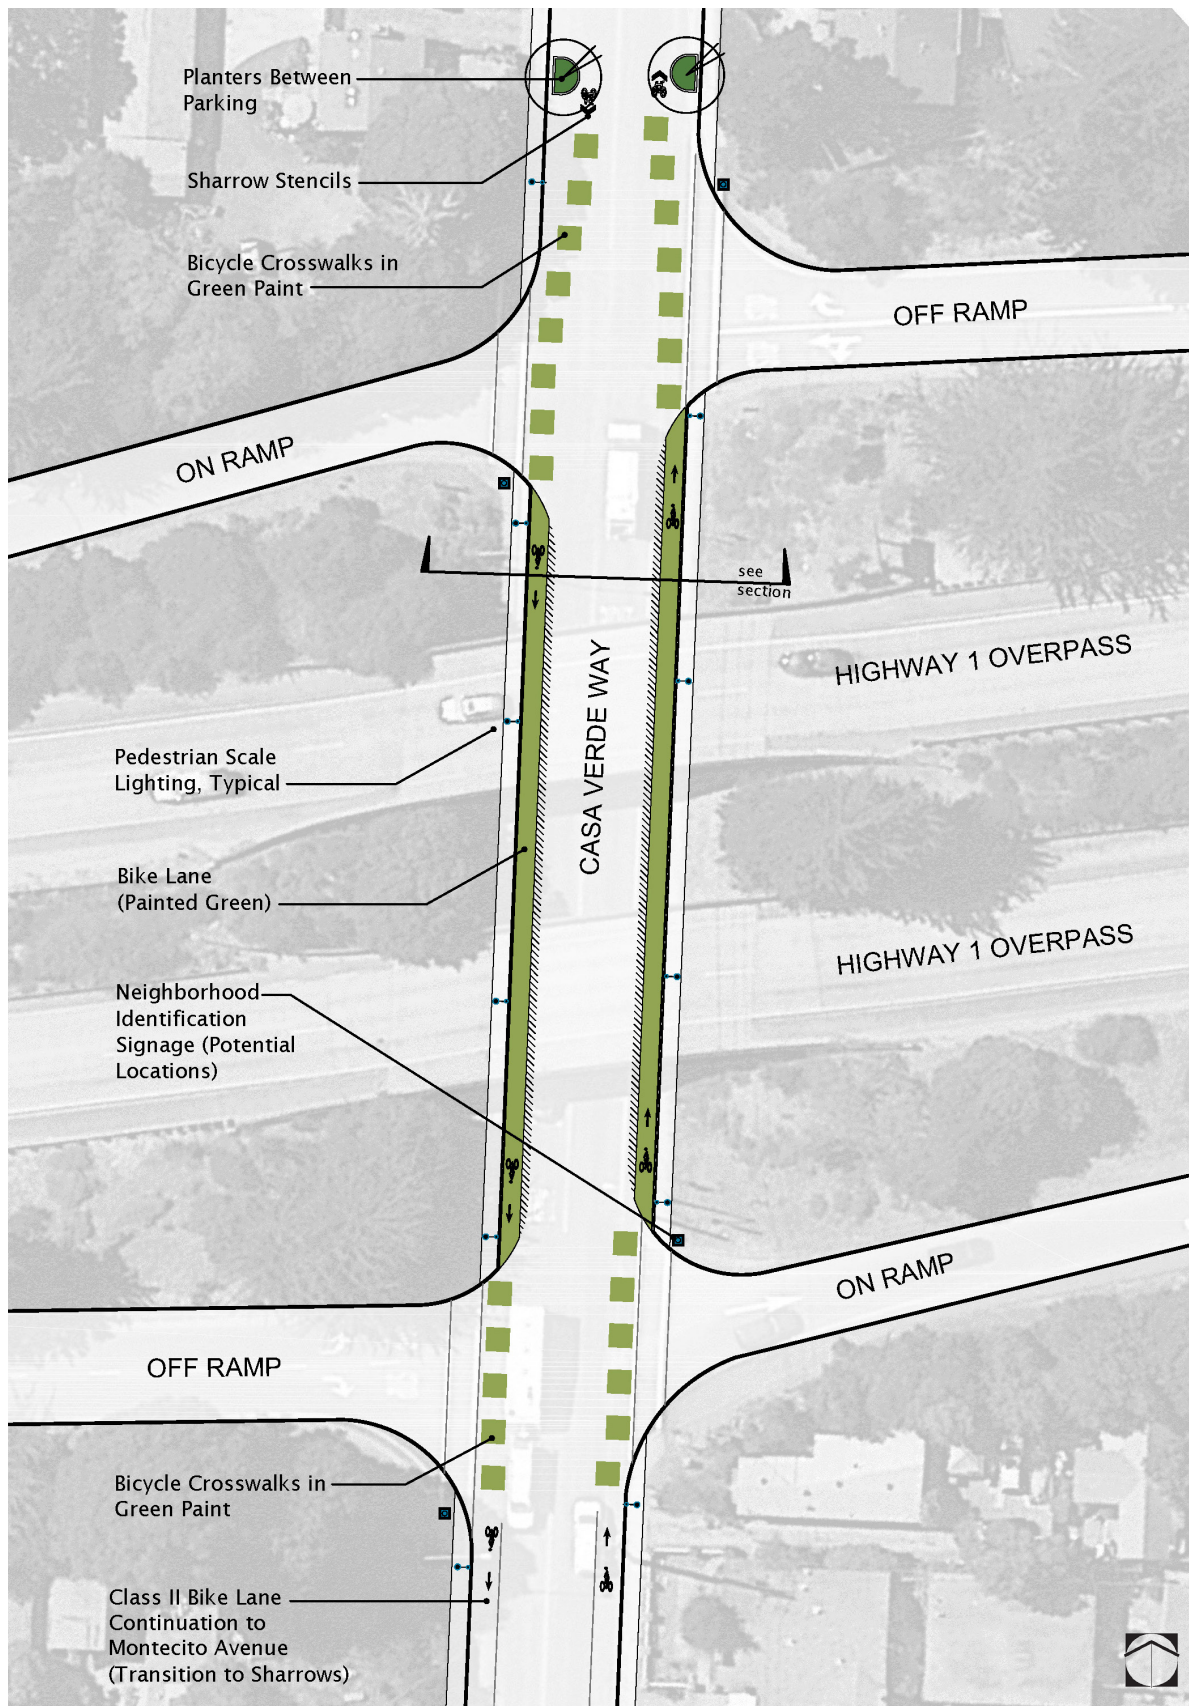 Planters Between
Parking
Sharrow Stencils
Bicycle Crosswalks in
Green Paint
OFF RAMP
ON RAMP
see
section
HIGHWAY 1 OVERPASS
CASA VERDE WAY
Pedestrian Scale
Lighting, Typical
Bike Lane
(Painted Green)
HIGHWAY 1 OVERPASS
Neighborhood
Identification
Signage (Potential
Locations)
ON RAMP
OFF RAMP
Bicycle Crosswalks in
Green Paint
Class II Bike Lane
Continuation to
Montecito Avenue
(Transition to Sharrows)